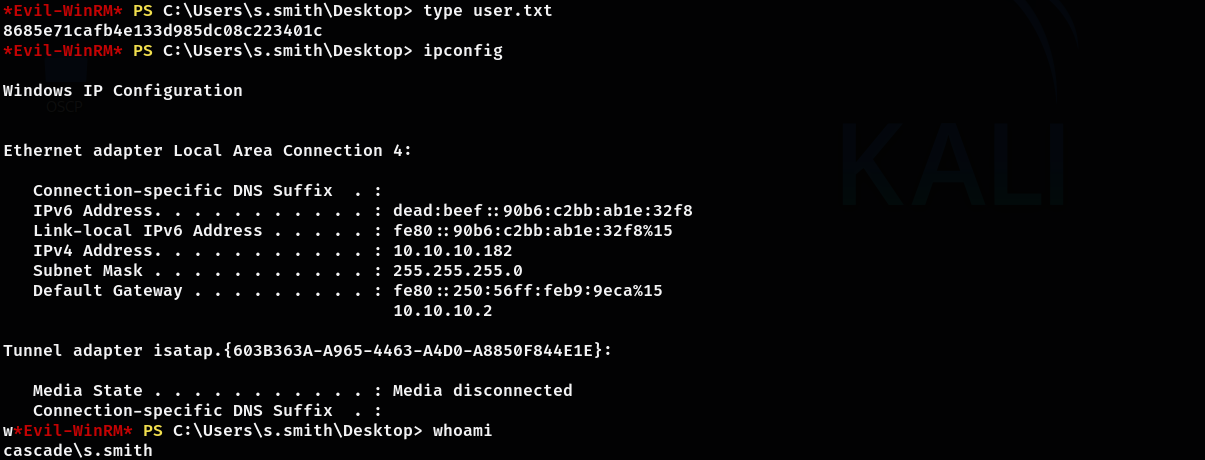 *Evil-WinRM* PS C:\Users\s.smith\Desktop> type user.txt
8685e71cafb4e133d985dc08c223401c
*Evil-WinRM* PS C:\Users\s.smith\Desktop> ipconfig
Windows IP Configuration
OSCP
KALI
Ethernet adapter Local Area Connection 4:
   Connection-specific DNS Suffix  . :
   IPv6 Address. . . . . . . . . . . : dead:beef::90b6:c2bb:ab1e:32f8
   Link-local IPv6 Address . . . . . : fe80::90b6:c2bb:ab1e:32f8%15
   IPv4 Address. . . . . . . . . . . : 10.10.10.182
   Subnet Mask . . . . . . . . . . . : 255.255.255.0
   Default Gateway . . . . . . . . . : fe80::250:56ff:feb9:9eca%15
                                       10.10.10.2
Tunnel adapter isatap.{603B363A-A965-4463-A4D0-A8850F844E1E}:
   Media State . . . . . . . . . . . : Media disconnected
   Connection-specific DNS Suffix  . :
w*Evil-WinRM* PS C:\Users\s.smith\Desktop> whoami
cascade\s.smith